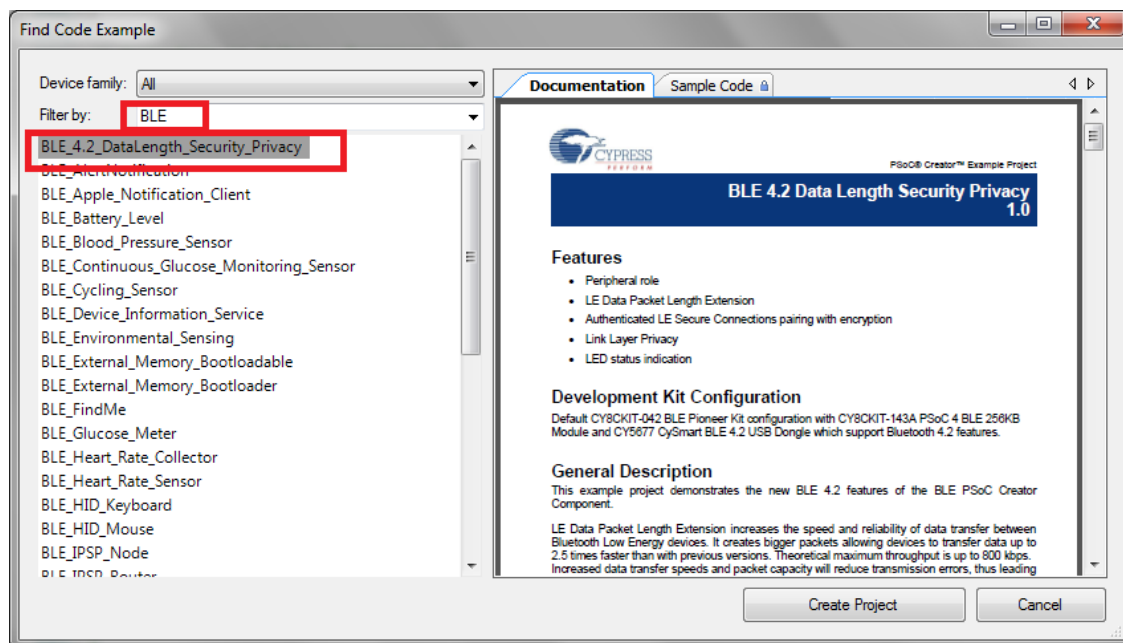 Find Code Example
Device family: All
Filter by: BLE
BLE_4.2_DataLength_Security_Privacy
BLE_AlertNotification
BLE_Apple_Notification_Client
BLE_Battery_Level
BLE_Blood_Pressure_Sensor
BLE_Continuous_Glucose_Monitoring_Sensor
BLE_Cycling_Sensor
BLE_Device_Information_Service
BLE_Environmental_Sensing
BLE_External_Memory_Bootloadable
BLE_External_Memory_Bootloader
BLE_FindMe
BLE_Glucose_Meter
BLE_Heart_Rate_Collector
BLE_Heart_Rate_Sensor
BLE_HID_Keyboard
BLE_HID_Mouse
BLE_IPSP_Node
BLE_IPSP_Router
Documentation Sample Code
CYPRESS
PERFORM
PSoC® Creator™ Example Project
BLE 4.2 Data Length Security Privacy
1.0
Features
• Peripheral role
• LE Data Packet Length Extension
• Authenticated LE Secure Connections pairing with encryption
• Link Layer Privacy
• LED status indication
Development Kit Configuration
Default CY8CKIT-042 BLE Pioneer Kit configuration with CY8CKIT-143A PSoC 4 BLE 256KB
Module and CY5677 CySmart BLE 4.2 USB Dongle which support Bluetooth 4.2 features.
General Description
This example project demonstrates the new BLE 4.2 features of the BLE PSoC Creator
Component.
LE Data Packet Length Extension increases the speed and reliability of data transfer between
Bluetooth Low Energy devices. It creates bigger packets allowing devices to transfer data up to
2.5 times faster than with previous versions. Theoretical maximum throughput is up to 800 kbps.
Increased data transfer speeds and packet capacity will reduce transmission errors, thus leading
Create Project
Cancel